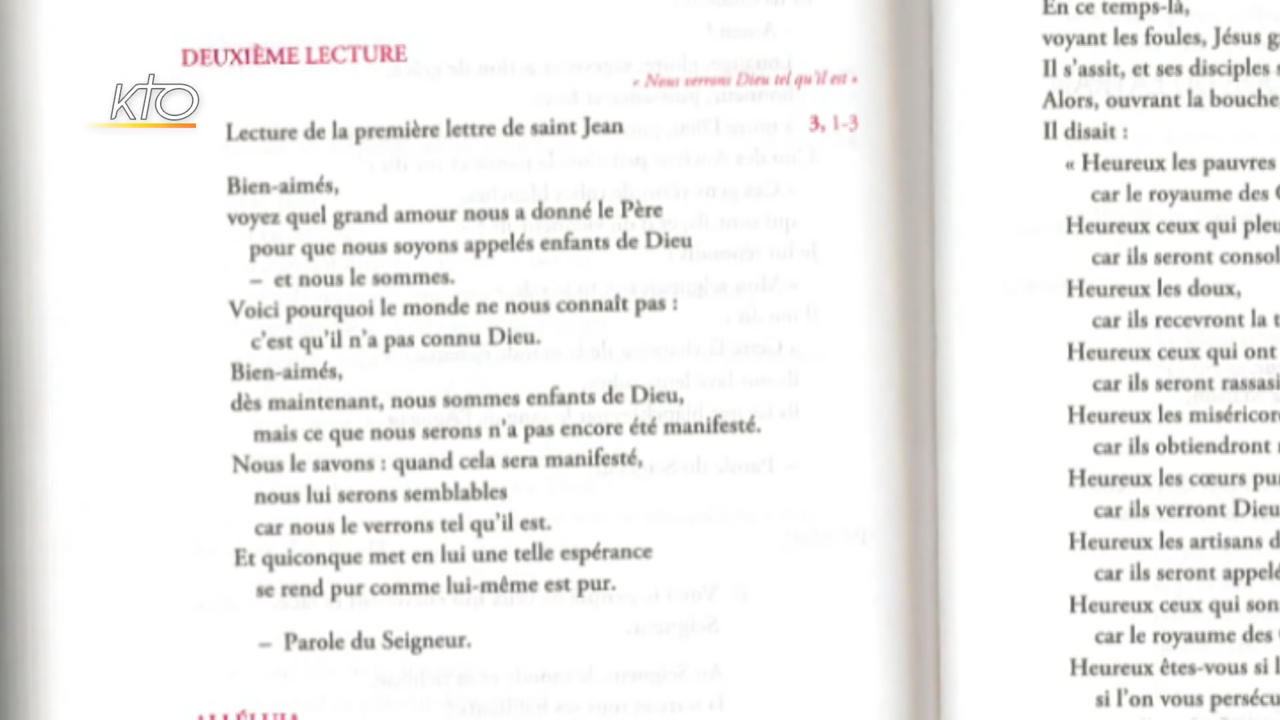 DEUXIÈME LECTURE
« Nous verrons Dieu tel qu'il est »
kto
Lecture de la première lettre de saint Jean 3, 1-3
Bien-aimés,
voyez quel grand amour nous a donné le Père
pour que nous soyons appelés enfants de Dieu
– et nous le sommes.
Voici pourquoi le monde ne nous connaît pas :
c'est qu'il n'a pas connu Dieu.
Bien-aimés,
dès maintenant, nous sommes enfants de Dieu,
mais ce que nous serons n'a pas encore été manifesté.
Nous le savons : quand cela sera manifesté,
nous lui serons semblables
car nous le verrons tel qu'il est.
Et quiconque met en lui une telle espérance
se rend pur comme lui-même est pur.
– Parole du Seigneur.
ALLÉLUIA
En ce temps-là,
voyant les foules, Jésus
Il s'assit, et ses disciples
Alors, ouvrant la bouche
Il disait :
« Heureux les pauvres
car le royaume des
Heureux ceux qui
car ils seront
Heureux les doux,
car ils recevront la
Heureux ceux qui ont
car ils seront
Heureux les
car ils obtiendront
Heureux les cœurs
car ils verront Dieu
Heureux les artisans
car ils seront
Heureux ceux qui
car le royaume des
Heureux êtes-vous si
si l'on vous